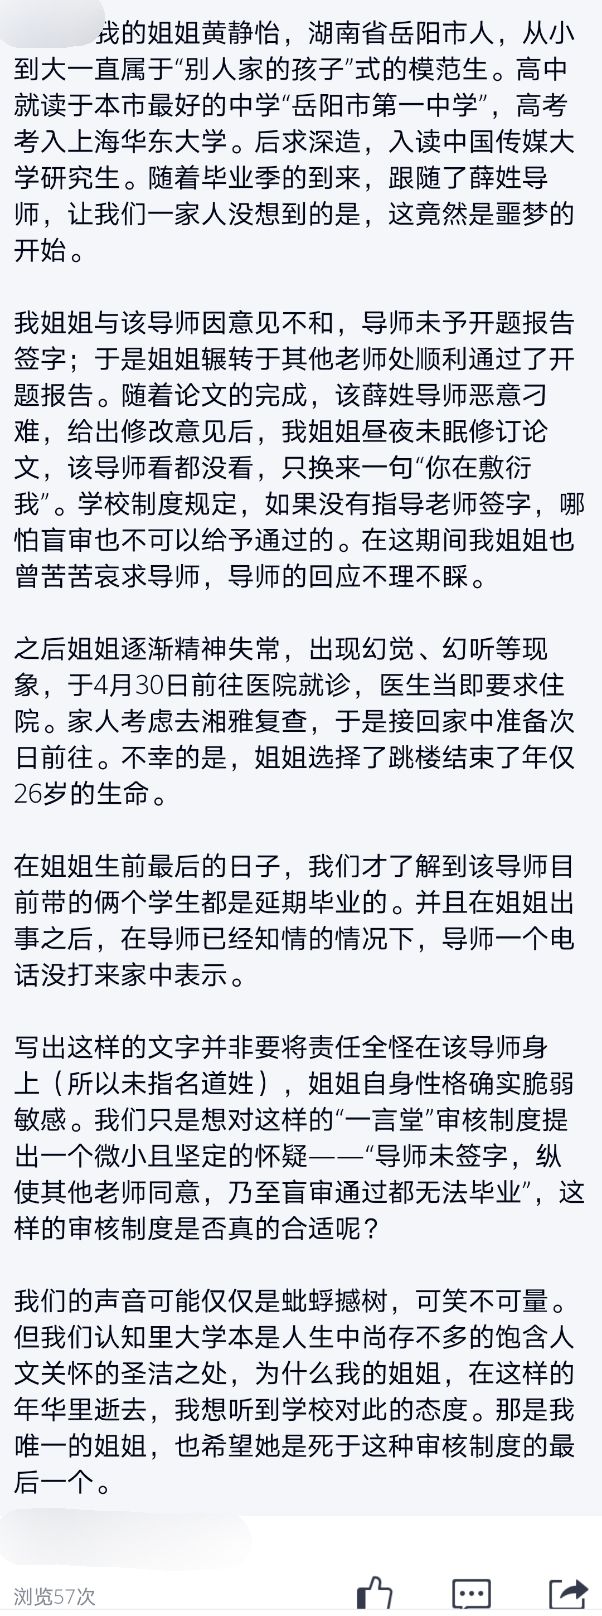 我的姐姐黄静怡，湖南省岳阳市人，从小
到大一直属于“别人家的孩子”式的模范生。高中
就读于本市最好的中学“岳阳市第一中学”，高考
考入上海华东大学。后求深造，入读中国传媒大
学研究生。随着毕业季的到来，跟随了薛姓导
师，让我们一家人没想到的是，这竟然是噩梦的
开始。
我姐姐与该导师因意见不和，导师未予开题报告
签字；于是姐姐辗转于其他老师处顺利通过了开
题报告。随着论文的完成，该薛姓导师恶意刁
难，给出修改意见后，我姐姐昼夜未眠修订论
文，该导师看都没看，只换来一句“你在敷衍
我”。学校制度规定，如果没有指导老师签字，哪
怕盲审也不可以给予通过的。在这期间我姐姐也
曾苦苦哀求导师，导师的回应不理不睬。
之后姐姐逐渐精神失常，出现幻觉、幻听等现
象，于4月30日前往医院就诊，医生当即要求住
院。家人考虑去湘雅复查，于是接回家中准备次
日前往。不幸的是，姐姐选择了跳楼结束了年仅
26岁的生命。
在姐姐生前最后的日子，我们才了解到该导师目
前带的俩个学生都是延期毕业的。并且在姐姐出
事之后，在导师已经知情的情况下，导师一个电
话没打来家中表示。
写出这样的文字并非要将责任全怪在该导师身
上（所以未指名道姓），姐姐自身性格确实脆弱
敏感。我们只是想对这样的“一言堂”审核制度提
出一个微小且坚定的怀疑——“导师未签字，纵
使其他老师同意，乃至盲审通过都无法毕业”，这
样的审核制度是否真的合适呢？
我们的声音可能仅仅是蚍蜉撼树，可笑不可量。
但我们认知里大学本是人生中尚存不多的饱含人
文关怀的圣洁之处，为什么我的姐姐，在这样的
年华里逝去，我想听到学校对此的态度。那是我
唯一的姐姐，也希望她是死于这种审核制度的最
后一个。
浏览57次